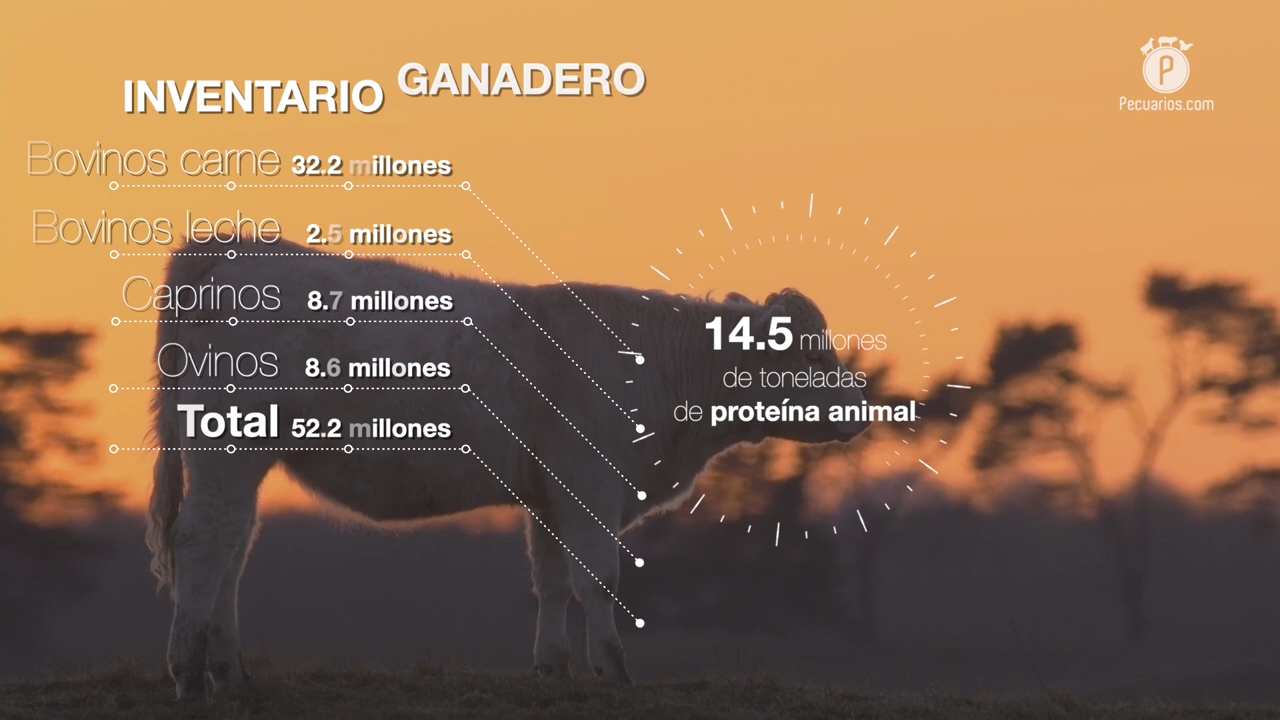 INVENTARIO GANADERO
Bovinos carne 32.2 millones
Bovinos leche 2.5 millones
Caprinos 8.7 millones
Ovinos 8.6 millones
Total 52.2 millones
14.5 millones
de toneladas
de proteína animal
P
Pecuarios.com